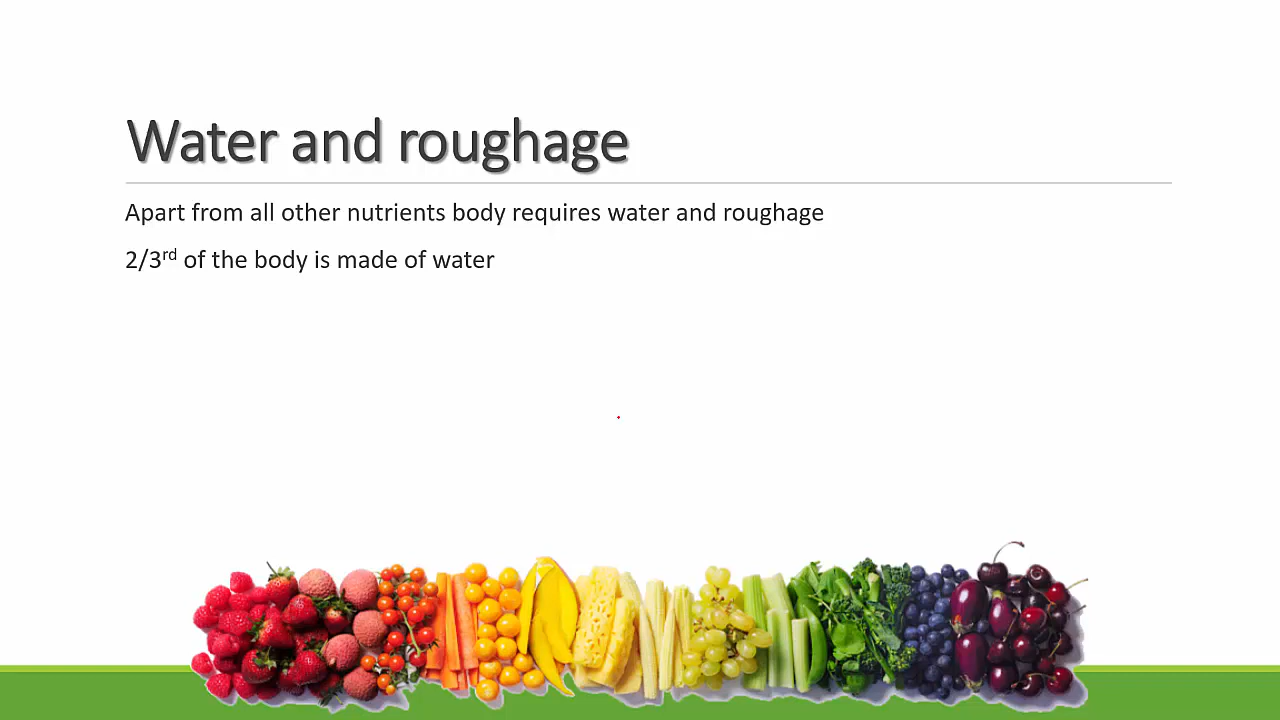 Water and roughage
Apart from all other nutrients body requires water and roughage
2/3rd of the body is made of water